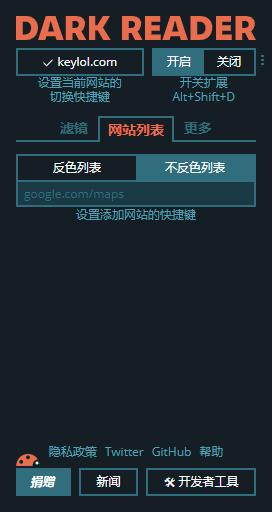 DARK READER
✓ keylol.com
开启
关闭
设置当前网站的
切换快捷键
开关扩展
Alt+Shift+D
滤镜
网站列表
更多
反色列表
不反色列表
google.com/maps
设置添加网站的快捷键
隐私政策 Twitter GitHub 帮助
捐赠
新闻
🛠 开发者工具